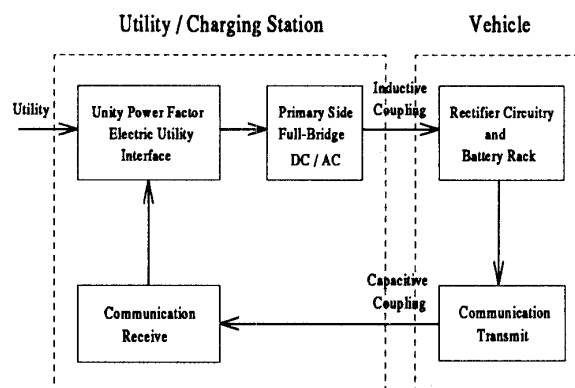 Utility / Charging Station
Vehicle
Utility
Unity Power Factor
Electric Utility
Interface
Primary Side
Full-Bridge
DC / AC
Inductive
Coupling
Rectifier Circuitry
and
Battery Rack
Communication
Receive
Capacitive
Coupling
Communication
Transmit